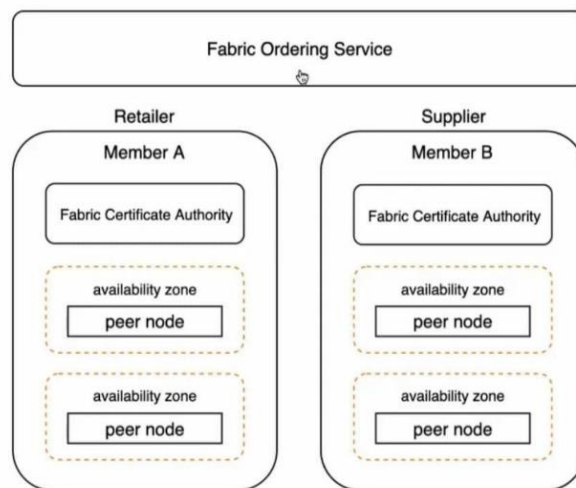 Fabric Ordering Service
Retailer
Supplier
Member A
Member B
Fabric Certificate Authority
Fabric Certificate Authority
availability zone
peer node
availability zone
peer node
availability zone
peer node
availability zone
peer node